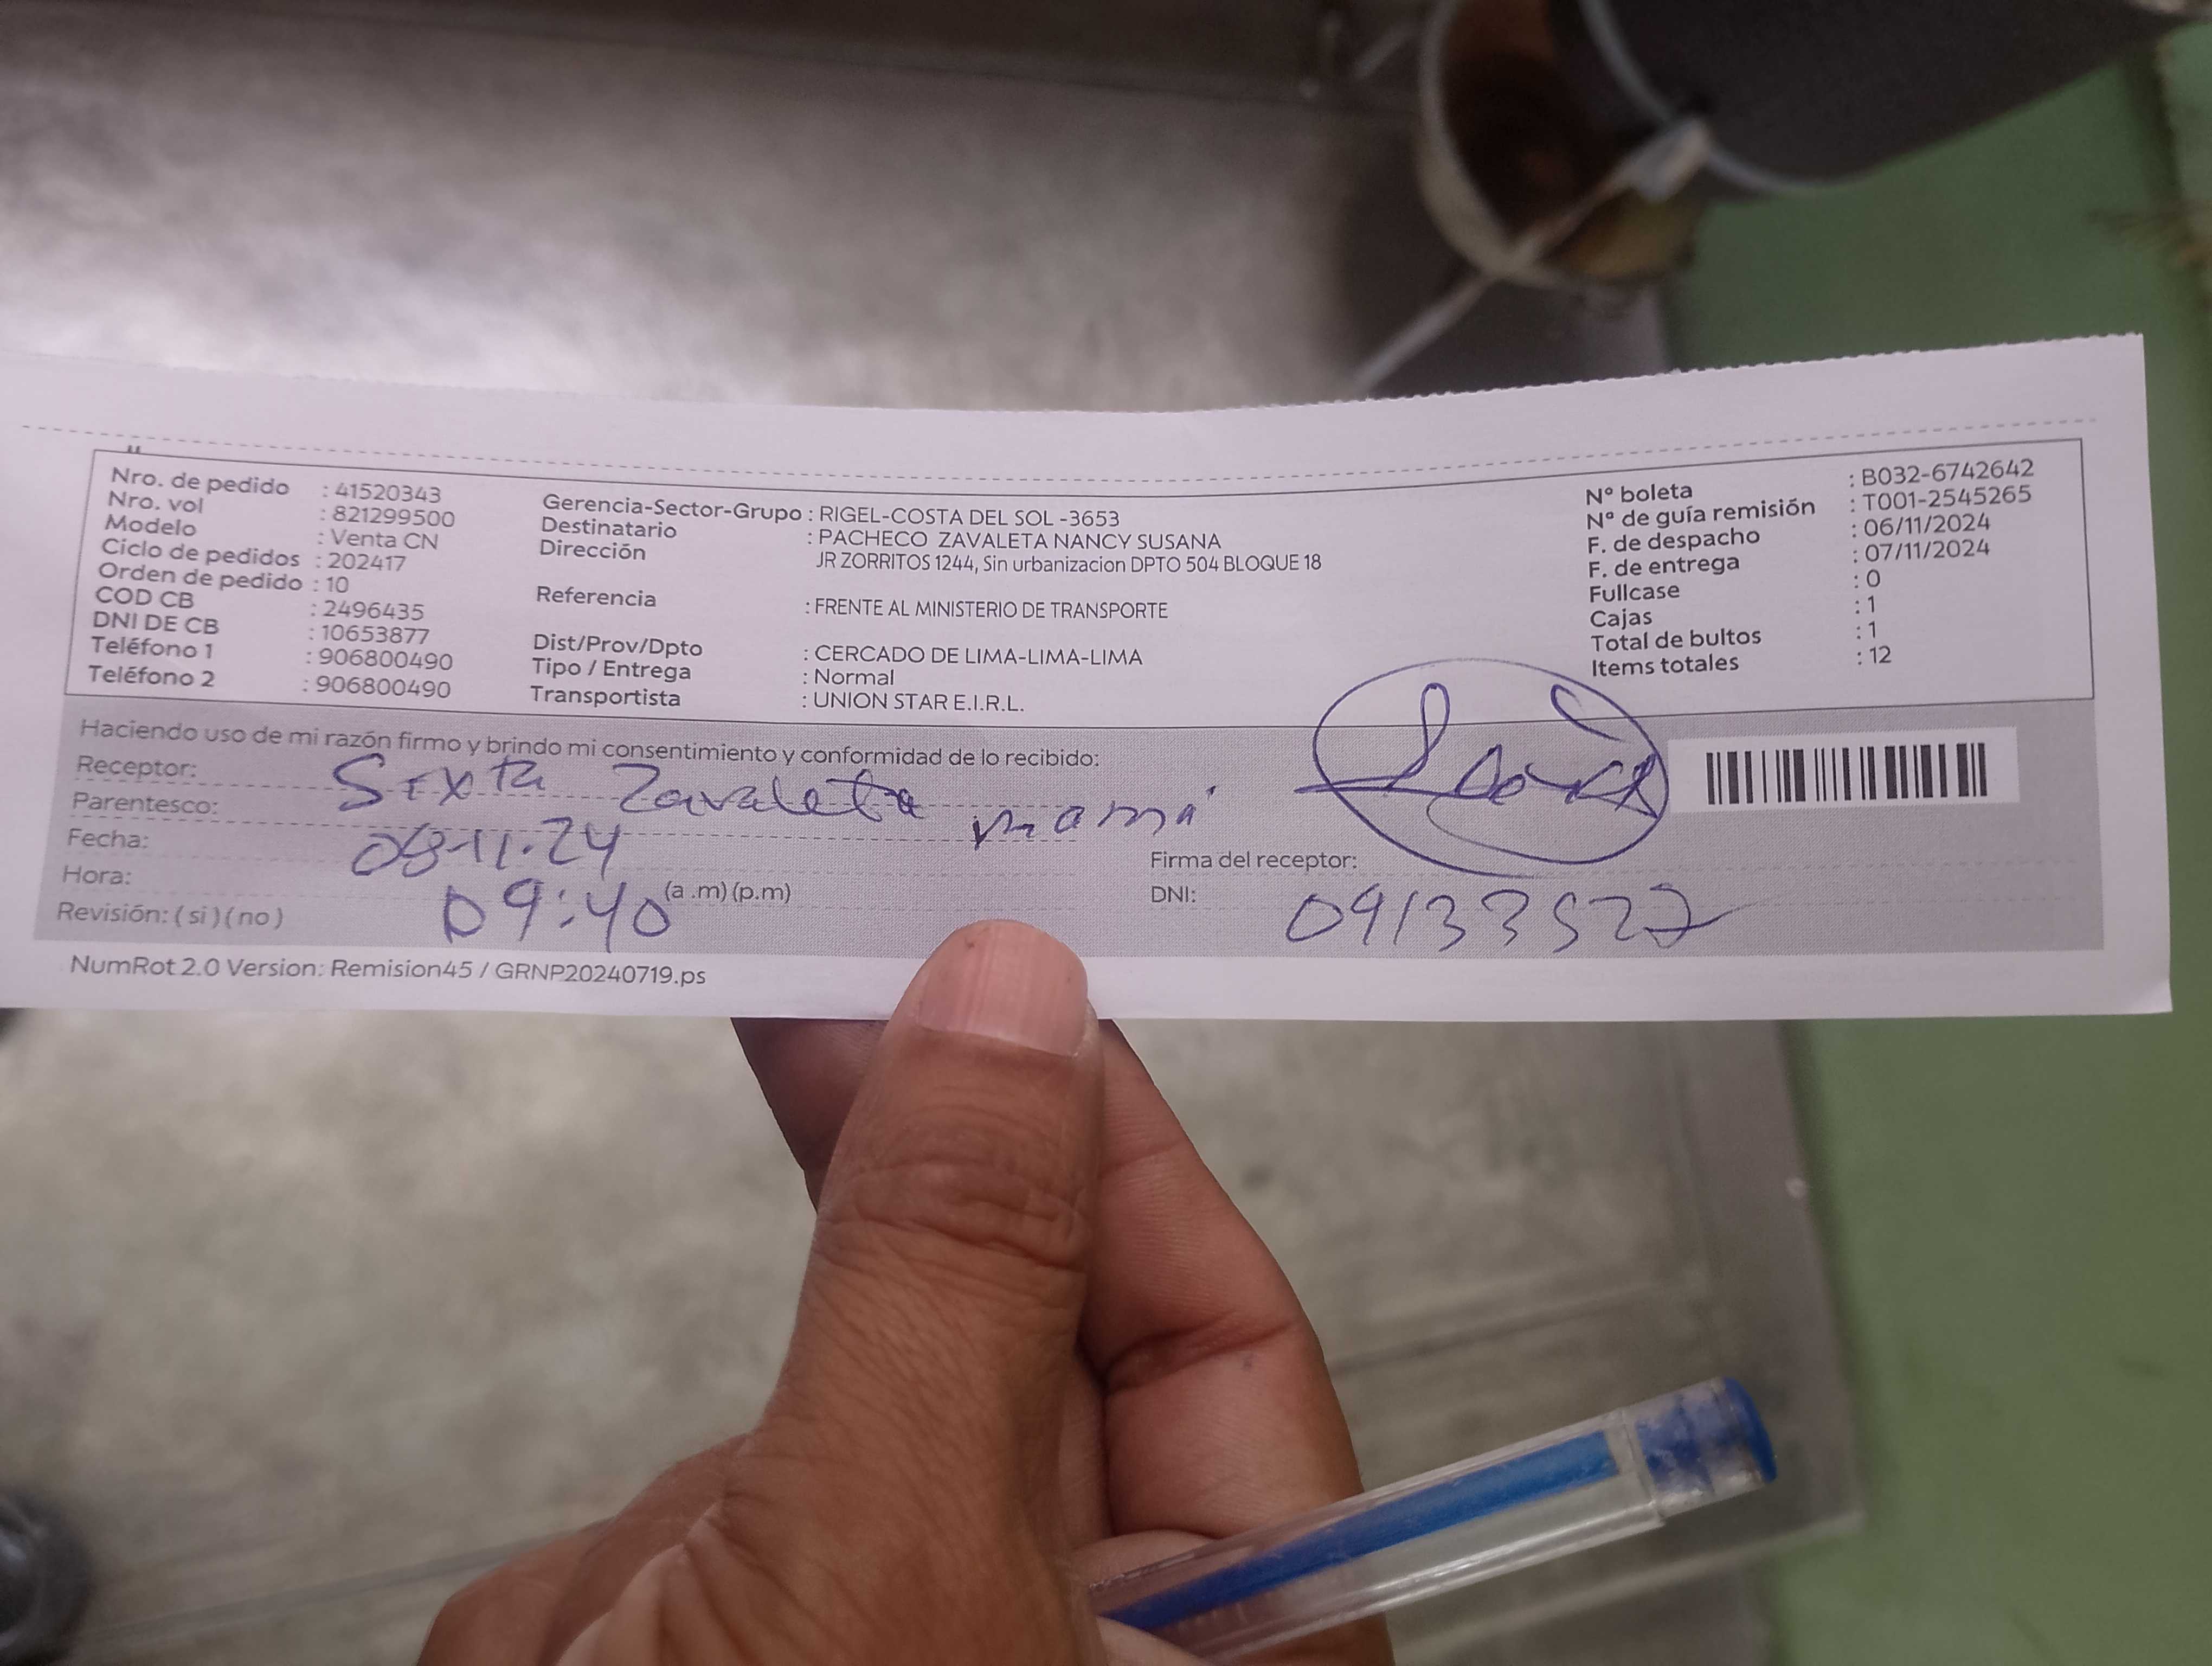 Nro. de pedido : 41520343
Nro. vol : 821299500
Modelo : Venta CN
Ciclo de pedidos : 202417
Orden de pedido : 10
COD CB : 2496435
DNI DE CB : 10653877
Teléfono 1 : 906800490
Teléfono 2 : 906800490
Gerencia-Sector-Grupo : RIGEL-COSTA DEL SOL -3653
Destinatario : PACHECO ZAVALETA NANCY SUSANA
Dirección JR ZORRITOS 1244, Sin urbanizacion DPTO 504 BLOQUE 18
Referencia : FRENTE AL MINISTERIO DE TRANSPORTE
Dist/Prov/Dpto : CERCADO DE LIMA-LIMA-LIMA
Tipo / Entrega : Normal
Transportista : UNION STAR E.I.R.L.
N° boleta : B032-6742642
N° de guía remisión : T001-2545265
F. de despacho : 06/11/2024
F. de entrega : 07/11/2024
Fullcase : 0
Cajas : 1
Total de bultos : 1
Items totales : 12
Haciendo uso de mi razón firmo y brindo mi consentimiento y conformidad de lo recibido:
Receptor: Sixta Zavaleta mamá
Parentesco:
Fecha: 08-11-24
Hora: 09:40 (a .m) (p.m)
Revisión: ( si ) ( no )
Firma del receptor:
DNI: 09133522
NumRot 2.0 Version: Remision45 / GRNP20240719.ps